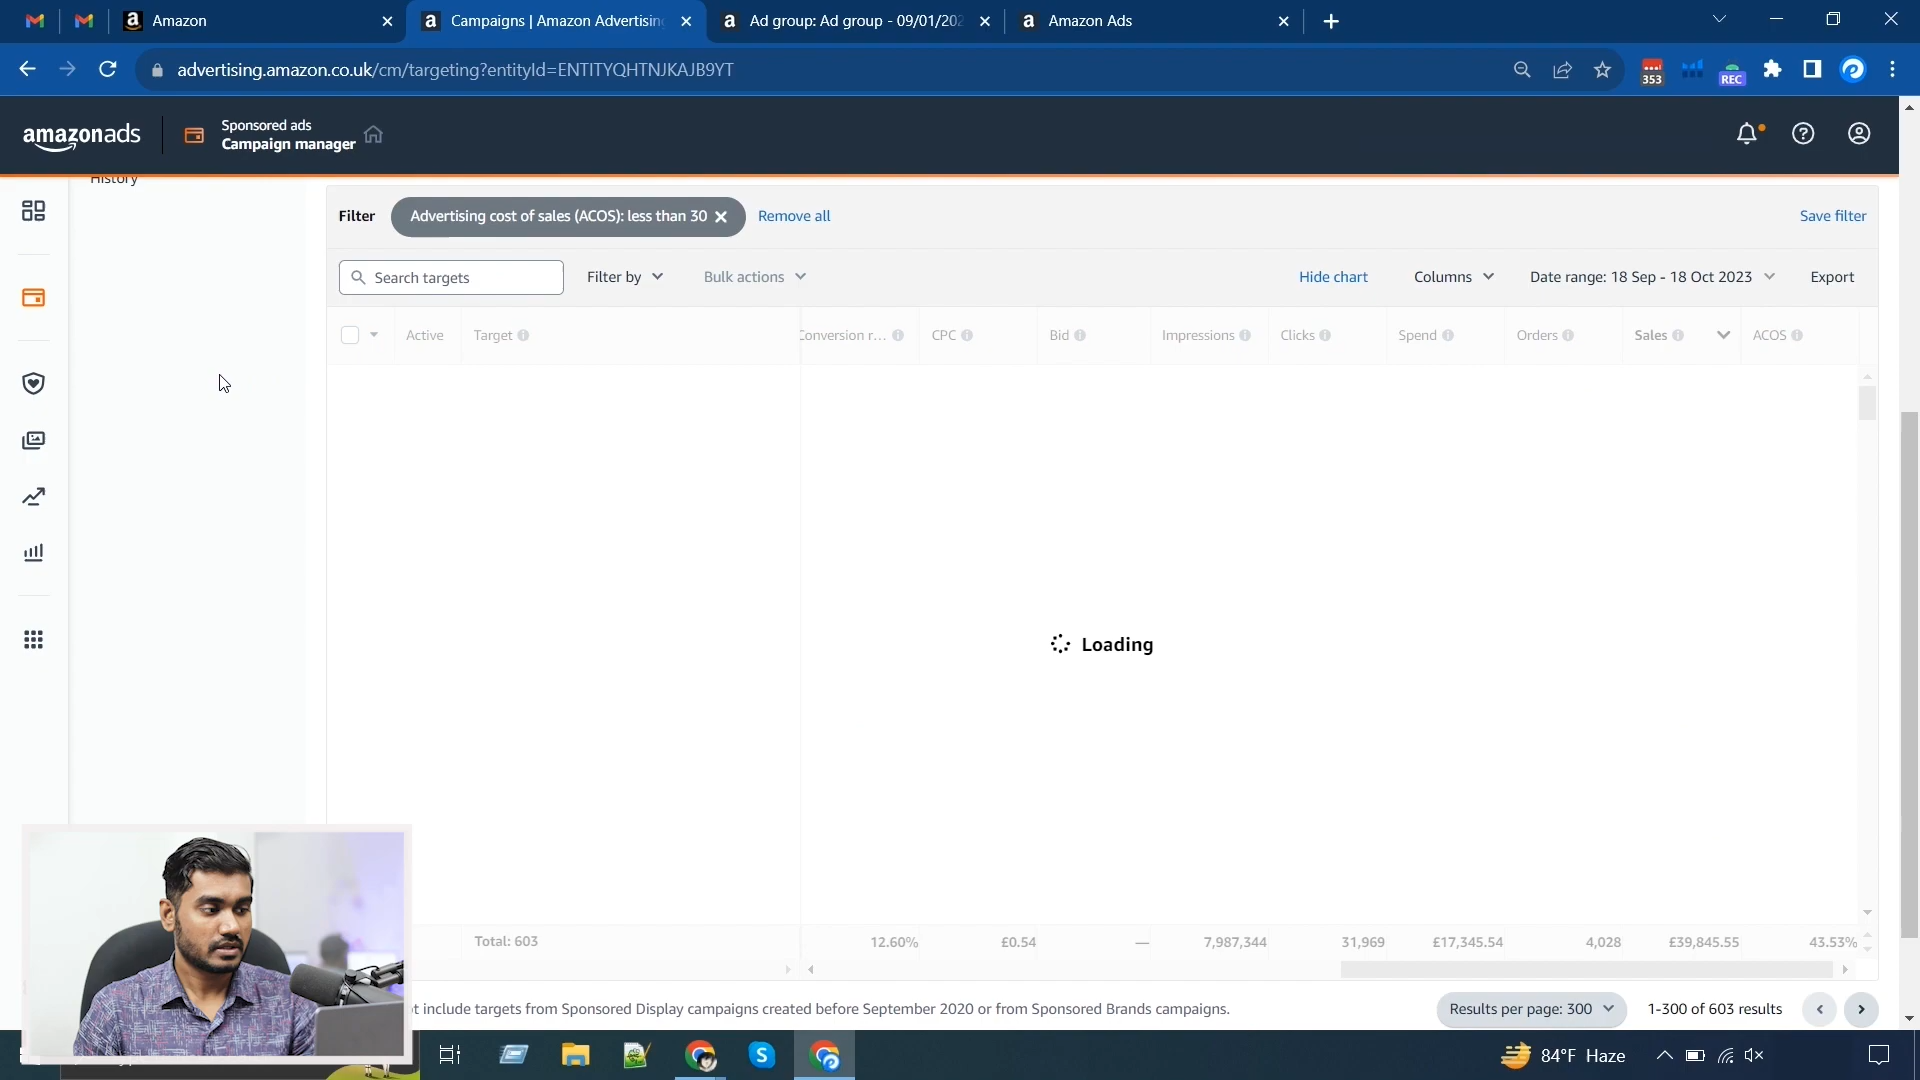 Amazon
Campaigns | Amazon Advertisin
Ad group: Ad group - 09/01/202
Amazon Ads
advertising.amazon.co.uk/cm/targeting?entityId=ENTITYQHTNJKAJB9YT
353
REC
amazonads
Sponsored ads
Campaign manager
History
Filter
Advertising cost of sales (ACOS): less than 30
Remove all
Save filter
Search targets
Filter by
Bulk actions
Hide chart
Columns
Date range: 18 Sep - 18 Oct 2023
Export
Active
Target
Conversion r...
CPC
Bid
Impressions
Clicks
Spend
Orders
Sales
ACOS
Loading
Total: 603
12.60%
£0.54
—
7,987,344
31,969
£17,345.54
4,028
£39,845.55
43.53%
include targets from Sponsored Display campaigns created before September 2020 or from Sponsored Brands campaigns.
Results per page: 300
1-300 of 603 results
84°F Haze